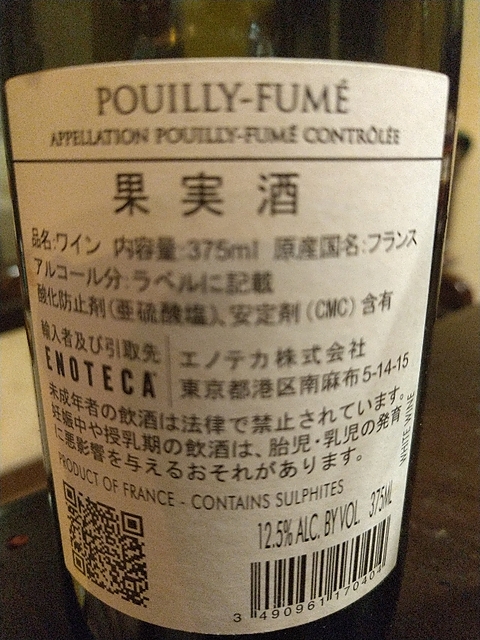 POUILLY-FUMÉ
APPELLATION POUILLY-FUMÉ CONTRÔLÉE
果実酒
品名:ワイン 内容量:375ml 原産国名:フランス
アルコール分:ラベルに記載
酸化防止剤(亜硫酸塩)、安定剤(CMC)含有
輸入者及び引取先
ENOTECA
エノテカ株式会社
東京都港区南麻布5-14-15
未成年者の飲酒は法律で禁止されています。
妊娠中や授乳期の飲酒は、胎児・乳児の発育
に悪影響を与えるおそれがあります。
WHITE WINE
PRODUCT OF FRANCE - CONTAINS SULPHITES
12.5% ALC. BY VOL. 375ML
3 490961 170404